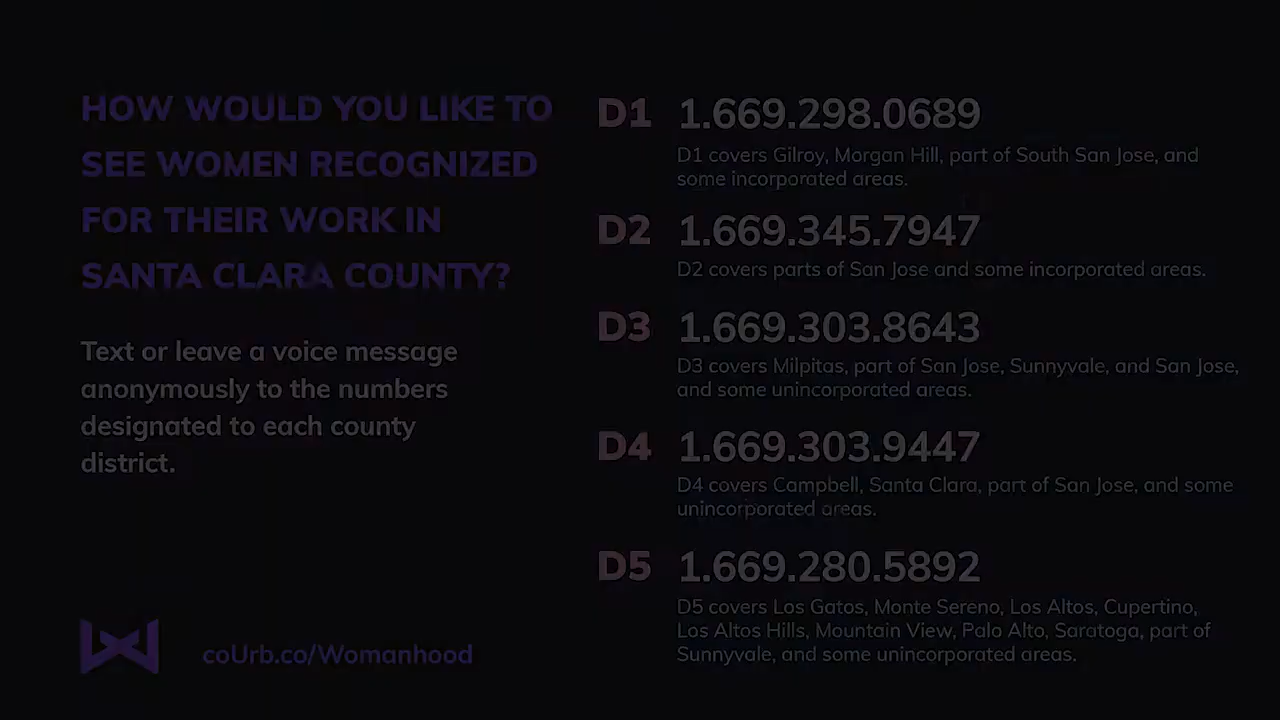 HOW WOULD YOU LIKE TO
SEE WOMEN RECOGNIZED
FOR THEIR WORK IN
SANTA CLARA COUNTY?
Text or leave a voice message
anonymously to the numbers
designated to each county
district.
coUrb.co/Womanhood
D1 1.669.298.0689
D1 covers Gilroy, Morgan Hill, part of South San Jose, and
some incorporated areas.
D2 1.669.345.7947
D2 covers parts of San Jose and some incorporated areas.
D3 1.669.303.8643
D3 covers Milpitas, part of San Jose, Sunnyvale, and San Jose,
and some unincorporated areas.
D4 1.669.303.9447
D4 covers Campbell, Santa Clara, part of San Jose, and some
unincorporated areas.
D5 1.669.280.5892
D5 covers Los Gatos, Monte Sereno, Los Altos, Cupertino,
Los Altos Hills, Mountain View, Palo Alto, Saratoga, part of
Sunnyvale, and some unincorporated areas.